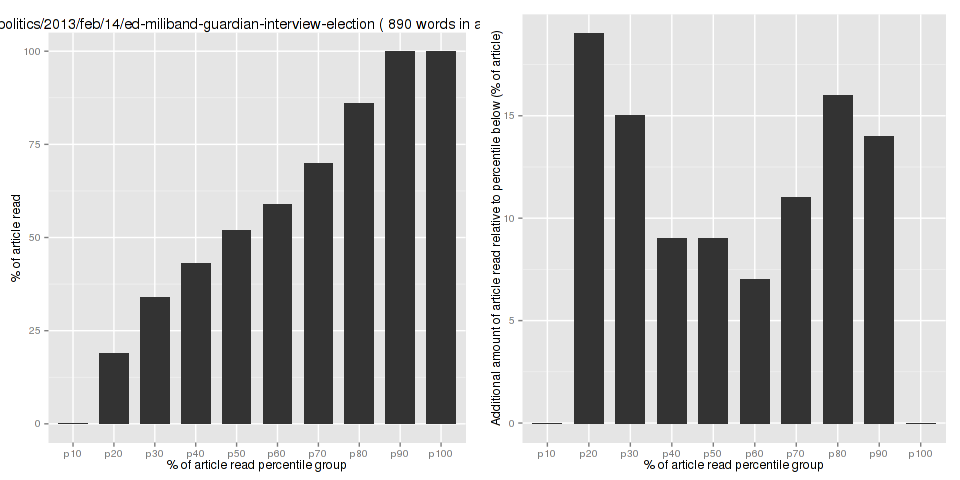 politics/2013/feb/14/ed-miliband-guardian-interview-election ( 890 words in a
% of article read
100
75
50
25
0
p10 p20 p30 p40 p50 p60 p70 p80 p90 p100
% of article read percentile group
Additional amount of article read relative to percentile below (% of article)
15
10
5
0
p10 p20 p30 p40 p50 p60 p70 p80 p90 p100
% of article read percentile group